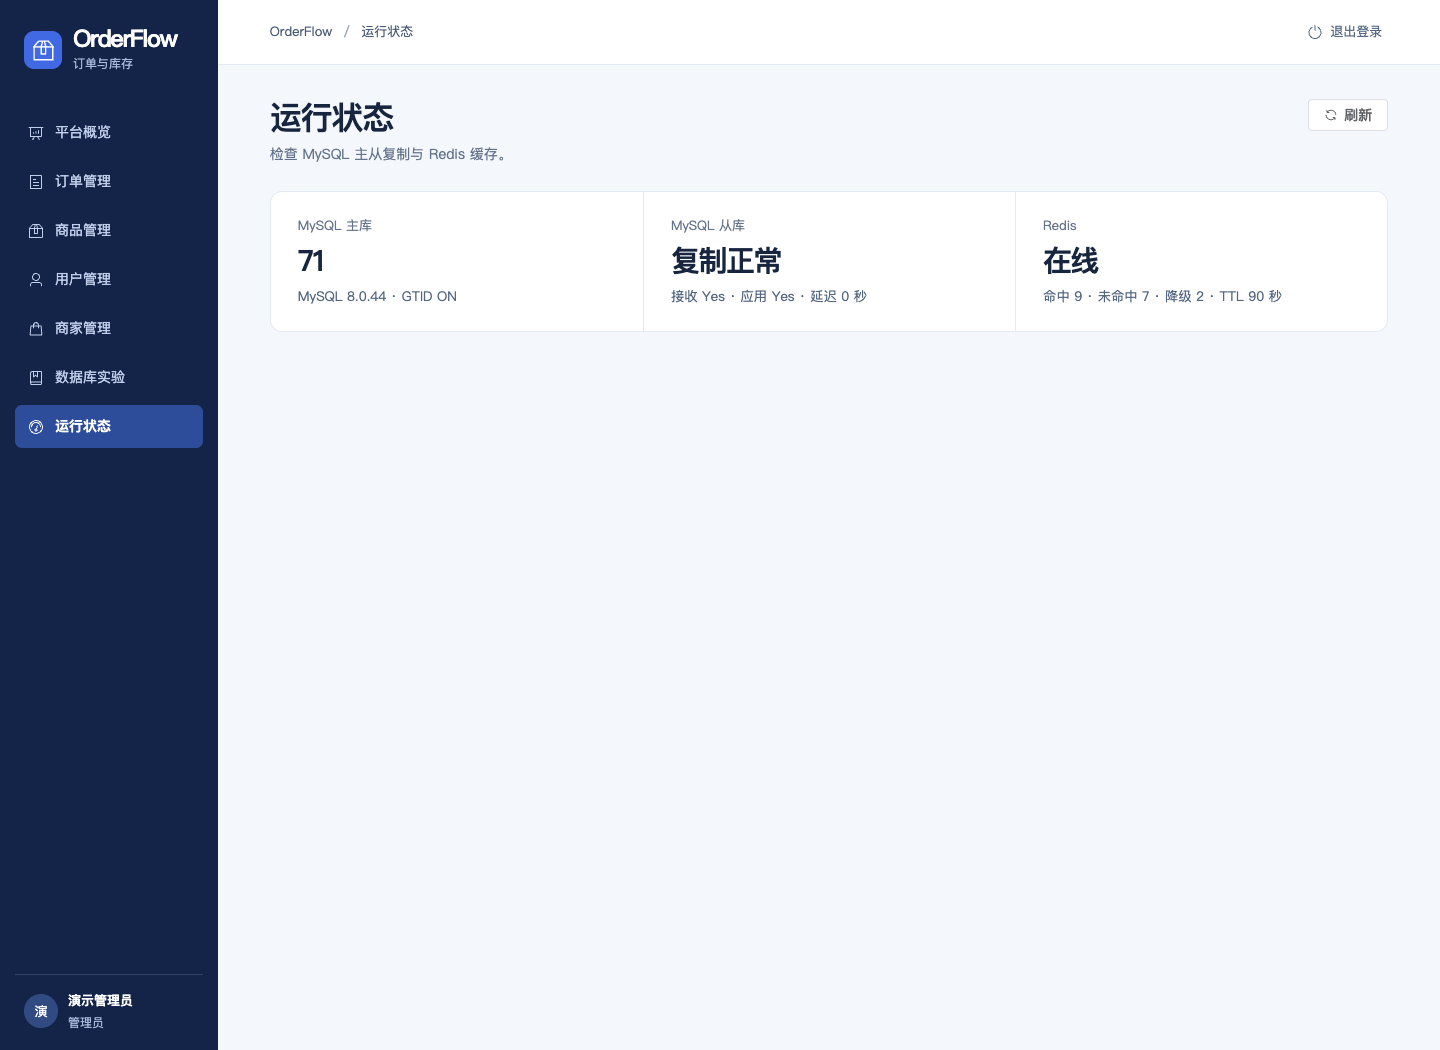 OrderFlow
订单与库存
平台概览
订单管理
商品管理
用户管理
商家管理
数据库实验
运行状态
演
演示管理员
管理员
OrderFlow / 运行状态
退出登录
运行状态
刷新
检查 MySQL 主从复制与 Redis 缓存。
MySQL 主库
71
MySQL 8.0.44 · GTID ON
MySQL 从库
复制正常
接收 Yes · 应用 Yes · 延迟 0 秒
Redis
在线
命中 9 · 未命中 7 · 降级 2 · TTL 90 秒